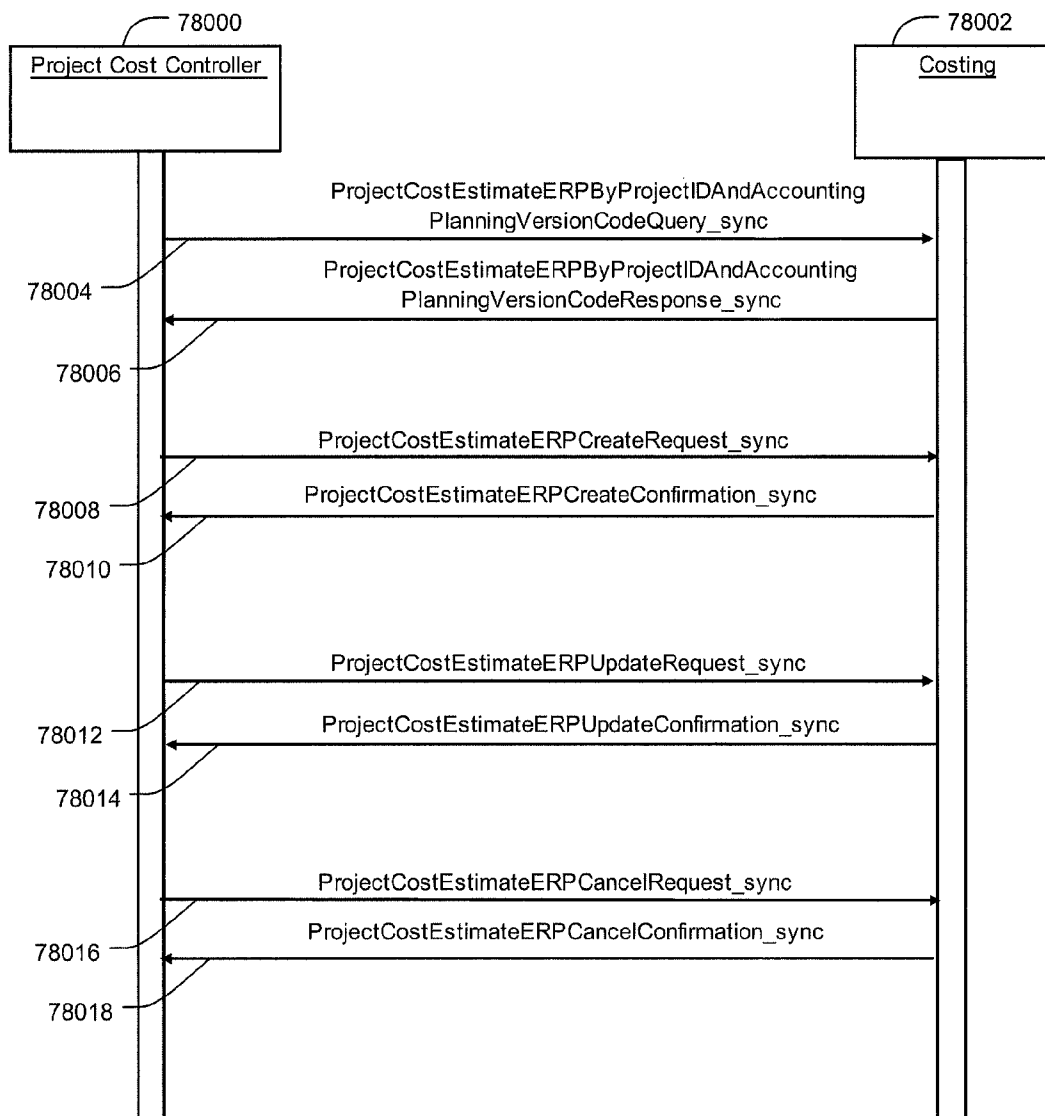 78000
78002
Project Cost Controller
Costing
ProjectCostEstimateERPByProjectIDAndAccounting
PlanningVersionCodeQuery_sync
78004
ProjectCostEstimateERPByProjectIDAndAccounting
PlanningVersionCodeResponse_sync
78006
ProjectCostEstimateERPCreateRequest_sync
78008
ProjectCostEstimateERPCreateConfirmation_sync
78010
ProjectCostEstimateERPUpdateRequest_sync
78012
ProjectCostEstimateERPUpdateConfirmation_sync
78014
ProjectCostEstimateERPCancelRequest_sync
78016
ProjectCostEstimateERPCancelConfirmation_sync
78018